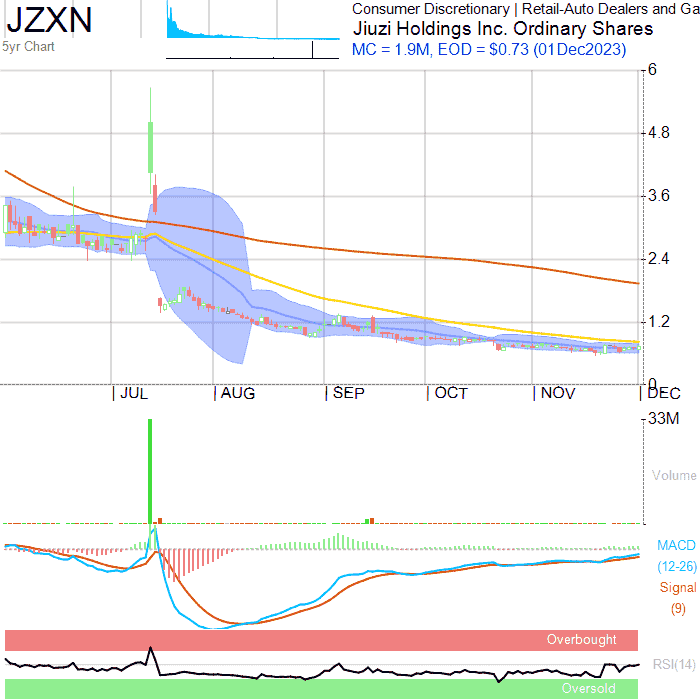 JZXN
5yr Chart
Consumer Discretionary | Retail-Auto Dealers and Ga
Jiuzi Holdings Inc. Ordinary Shares
MC = 1.9M, EOD = $0.73 (01Dec2023)
6
4.8
3.6
2.4
1.2
0
| JUL | AUG | SEP | OCT | NOV | DEC
33M
Volume
MACD
(12-26)
Signal
(9)
Overbought
RSI(14)
Oversold